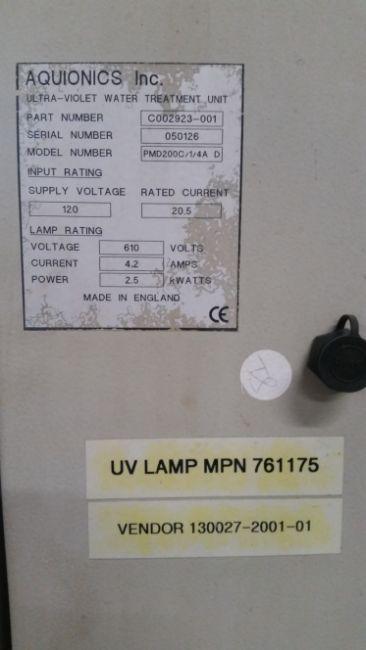 AQUIONICS Inc.
ULTRA-VIOLET WATER TREATMENT UNIT
PART NUMBER C002923-001
SERIAL NUMBER 050126
MODEL NUMBER PMD200C/1/4A D
INPUT RATING
SUPPLY VOLTAGE RATED CURRENT
120 20.5
LAMP RATING
VOLTAGE 610 VOLTS
CURRENT 4.2 AMPS
POWER 2.5 kWATTS
MADE IN ENGLAND
CE
UV LAMP MPN 761175
VENDOR 130027-2001-01